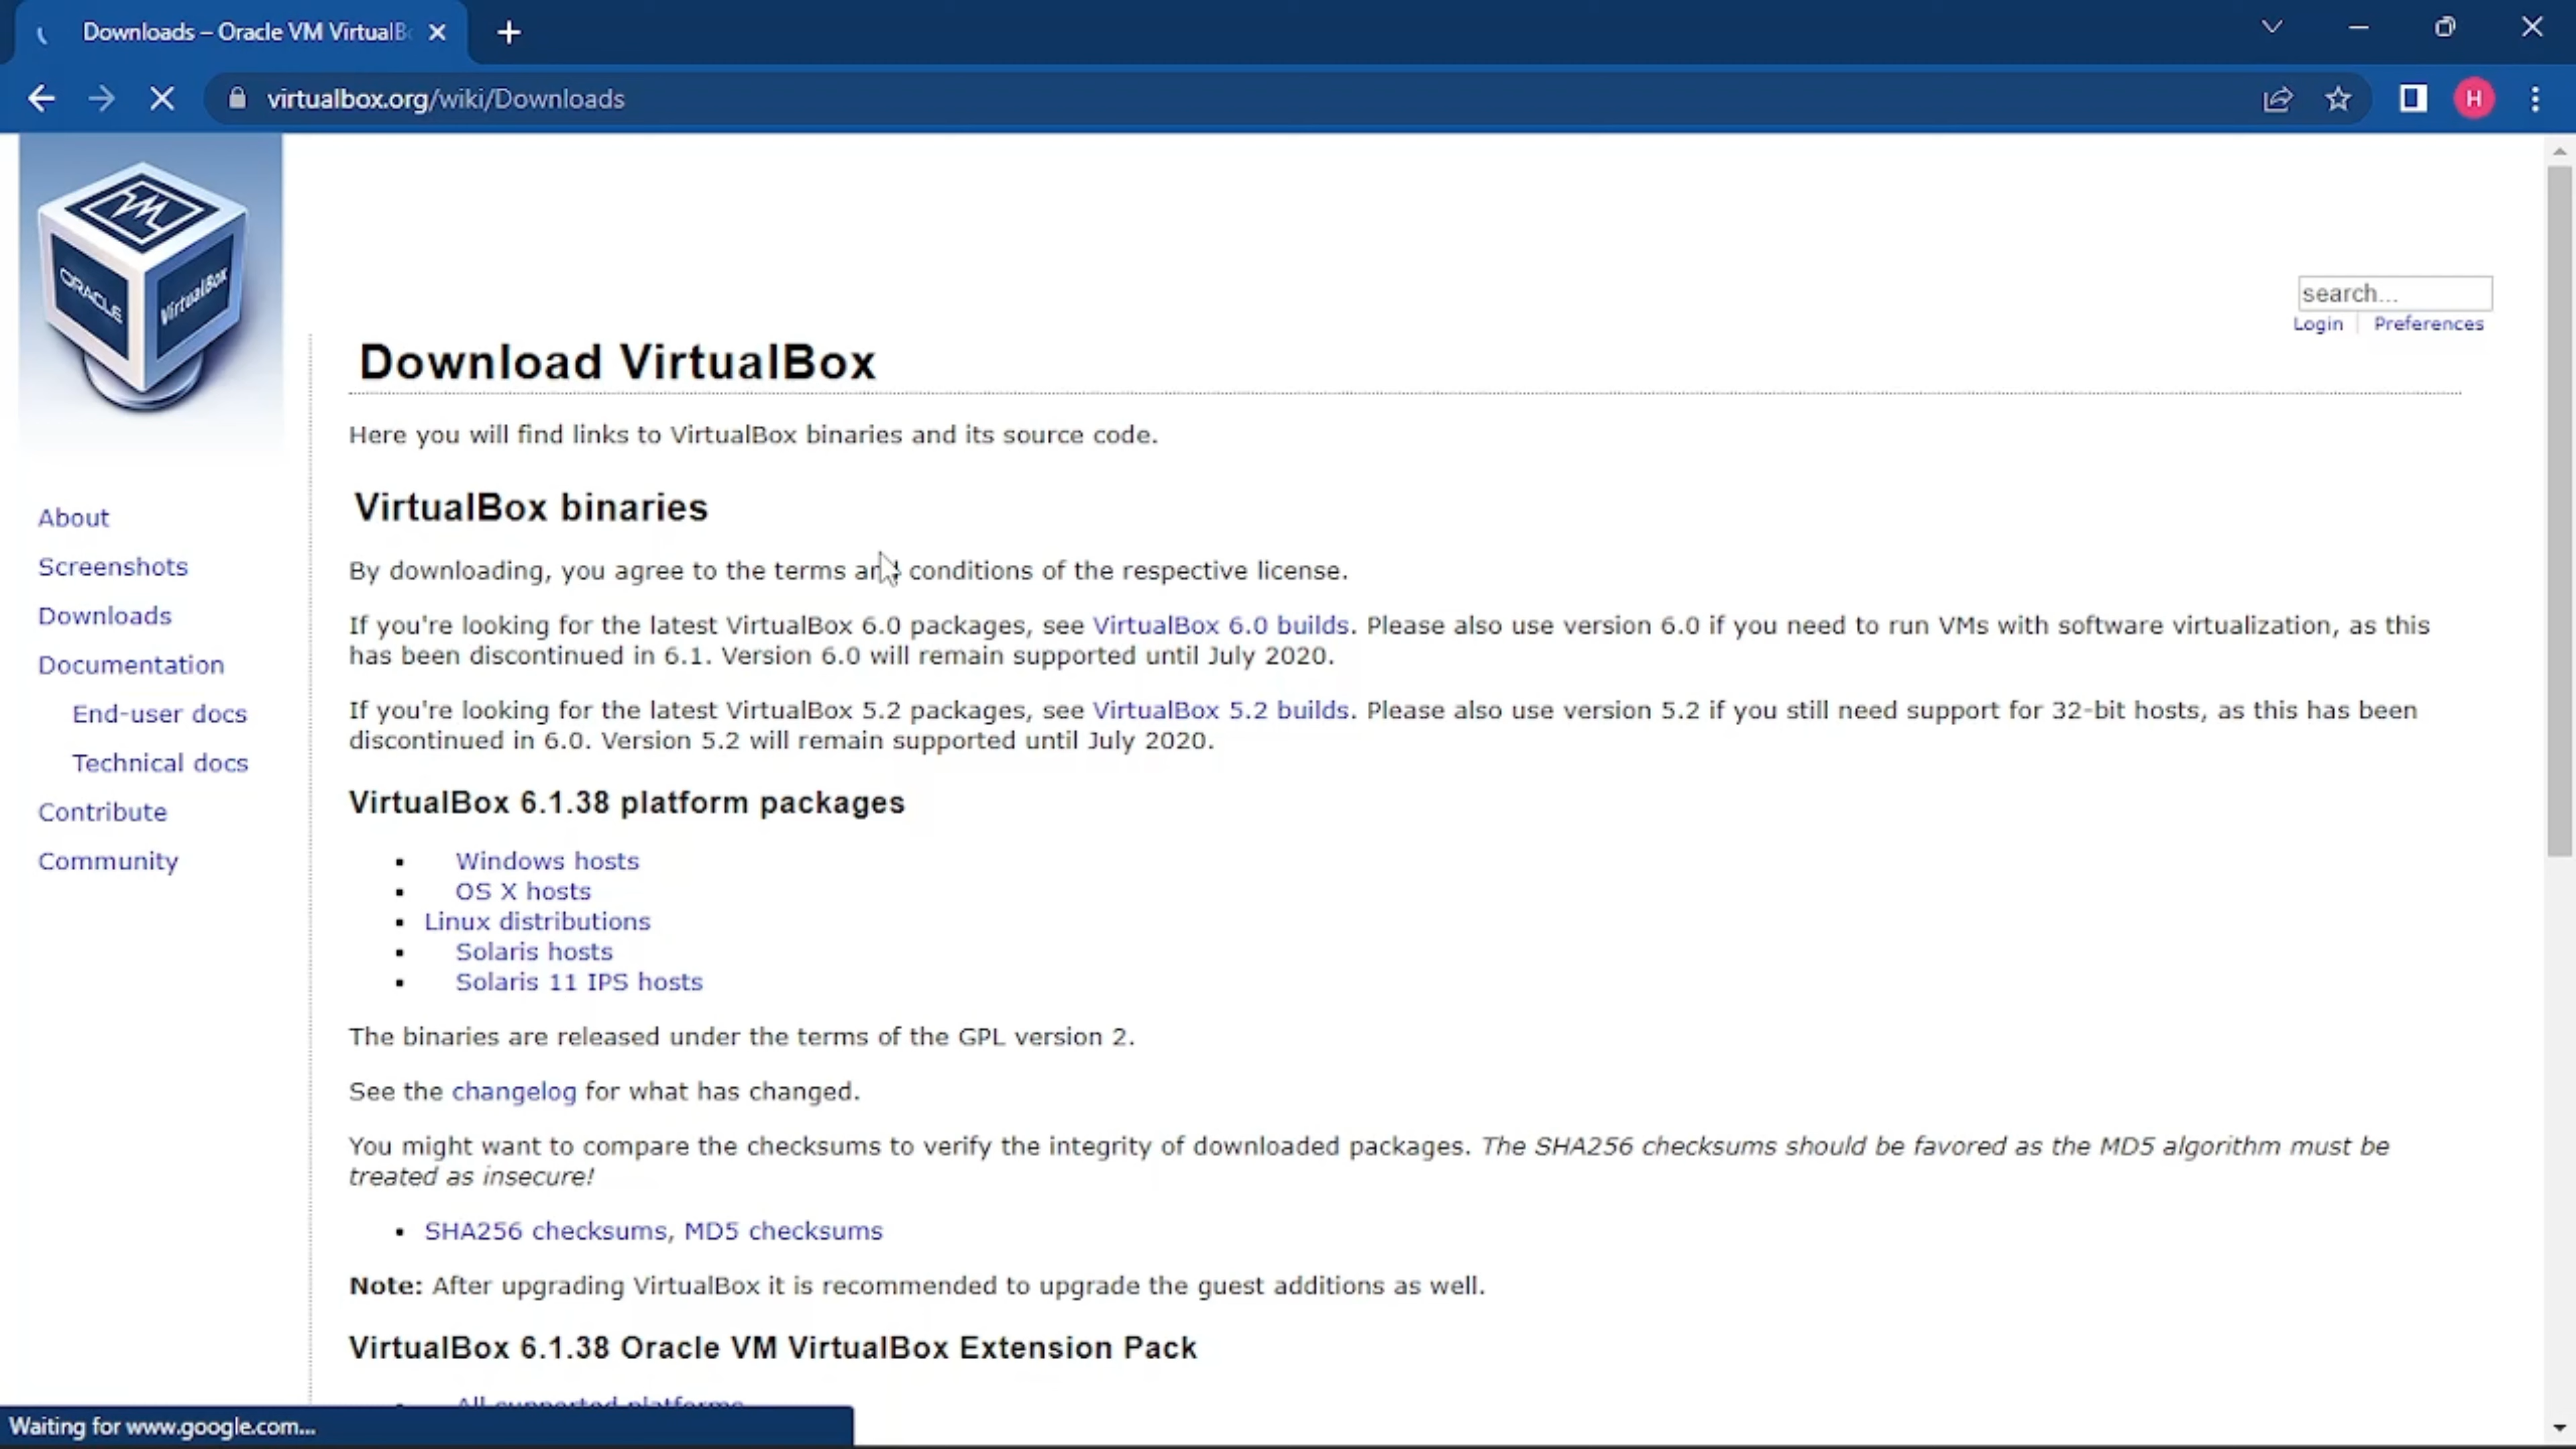 Downloads – Oracle VM VirtualB
virtualbox.org/wiki/Downloads
H
ORACLE
VirtualBox
search...
Login
Preferences
Download VirtualBox
Here you will find links to VirtualBox binaries and its source code.
About
Screenshots
Downloads
Documentation
End-user docs
Technical docs
Contribute
Community
VirtualBox binaries
By downloading, you agree to the terms and conditions of the respective license.
If you're looking for the latest VirtualBox 6.0 packages, see VirtualBox 6.0 builds. Please also use version 6.0 if you need to run VMs with software virtualization, as this
has been discontinued in 6.1. Version 6.0 will remain supported until July 2020.
If you're looking for the latest VirtualBox 5.2 packages, see VirtualBox 5.2 builds. Please also use version 5.2 if you still need support for 32-bit hosts, as this has been
discontinued in 6.0. Version 5.2 will remain supported until July 2020.
VirtualBox 6.1.38 platform packages
Windows hosts
OS X hosts
Linux distributions
Solaris hosts
Solaris 11 IPS hosts
The binaries are released under the terms of the GPL version 2.
See the changelog for what has changed.
You might want to compare the checksums to verify the integrity of downloaded packages. The SHA256 checksums should be favored as the MD5 algorithm must be
treated as insecure!
SHA256 checksums, MD5 checksums
Note: After upgrading VirtualBox it is recommended to upgrade the guest additions as well.
VirtualBox 6.1.38 Oracle VM VirtualBox Extension Pack
All supported platforms
Waiting for www.google.com...